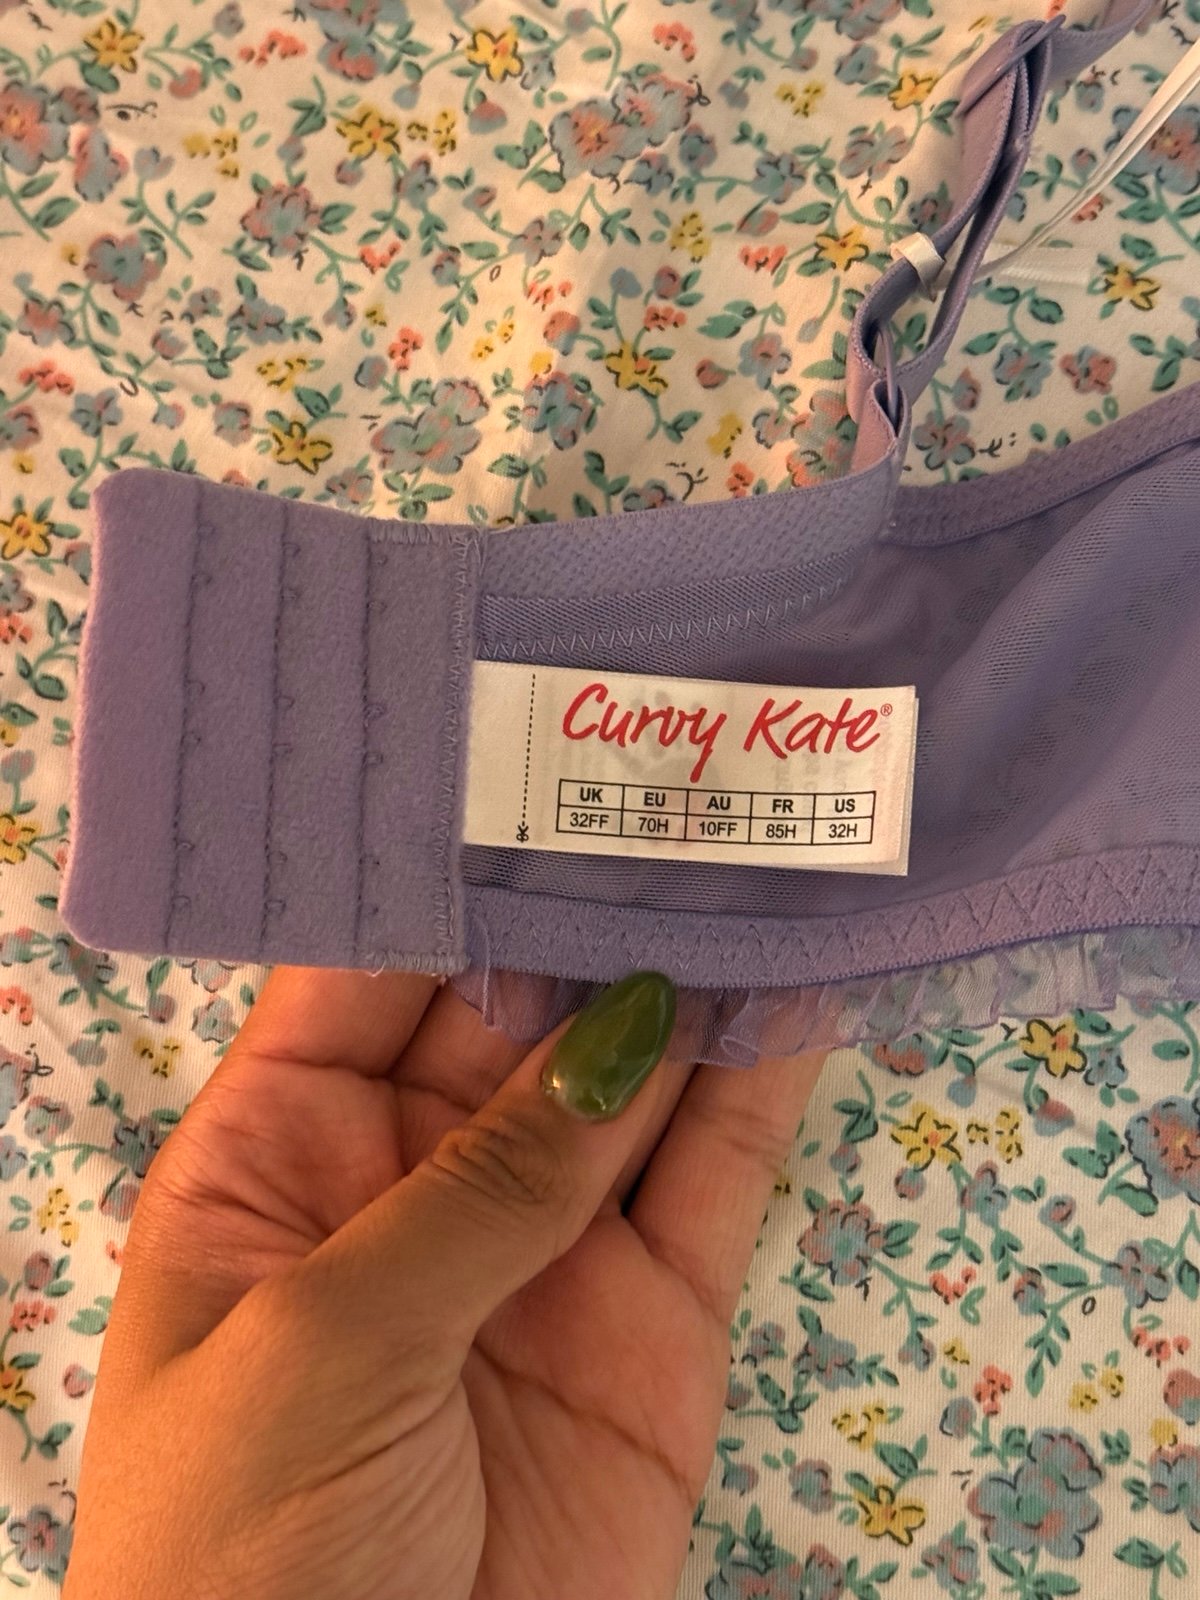 Curvy Kate®
UK EU AU FR US
32FF 70H 10FF 85H 32H